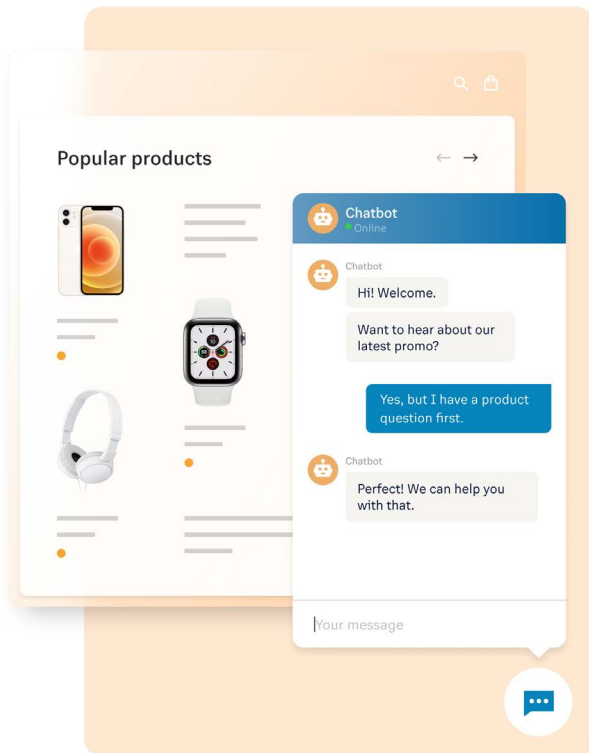 Popular products
Chatbot
Online
Chatbot
Hi! Welcome.
Want to hear about our
latest promo?
Yes, but I have a product
question first.
Chatbot
Perfect! We can help you
with that.
Your message